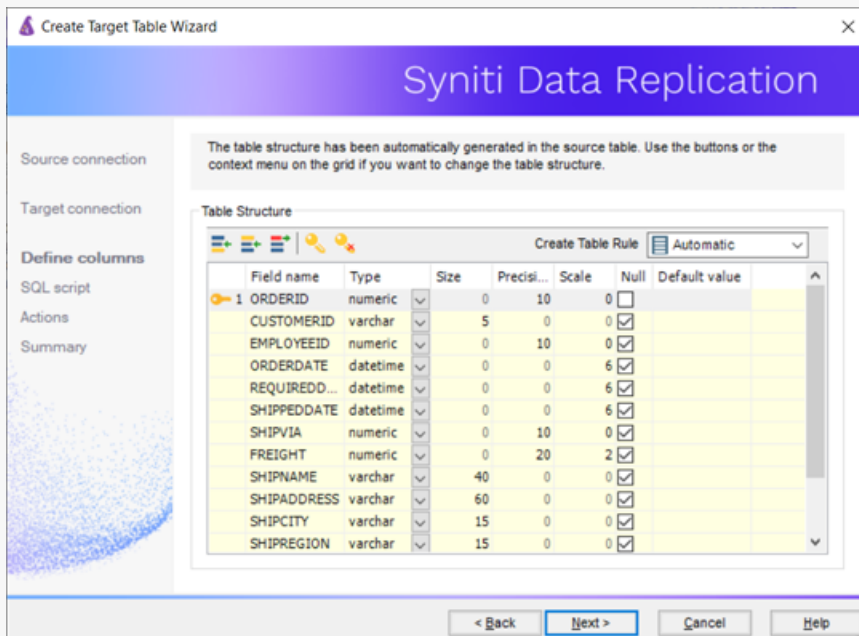 Create Target Table Wizard
Syniti Data Replication
Source connection
Target connection
Define columns
SQL script
Actions
Summary
The table structure has been automatically generated in the source table. Use the buttons or the
context menu on the grid if you want to change the table structure.
Table Structure
Create Table Rule Automatic
Field name Type Size Precisi... Scale Null Default value
1 ORDERID numeric 0 10 0
CUSTOMERID varchar 5 0 0
EMPLOYEEID numeric 0 10 0
ORDERDATE datetime 0 0 6
REQUIREDD... datetime 0 0 6
SHIPPEDDATE datetime 0 0 6
SHIPVIA numeric 0 10 0
FREIGHT numeric 0 20 2
SHIPNAME varchar 40 0 0
SHIPADDRESS varchar 60 0 0
SHIPCITY varchar 15 0 0
SHIPREGION varchar 15 0 0
< Back Next > Cancel Help